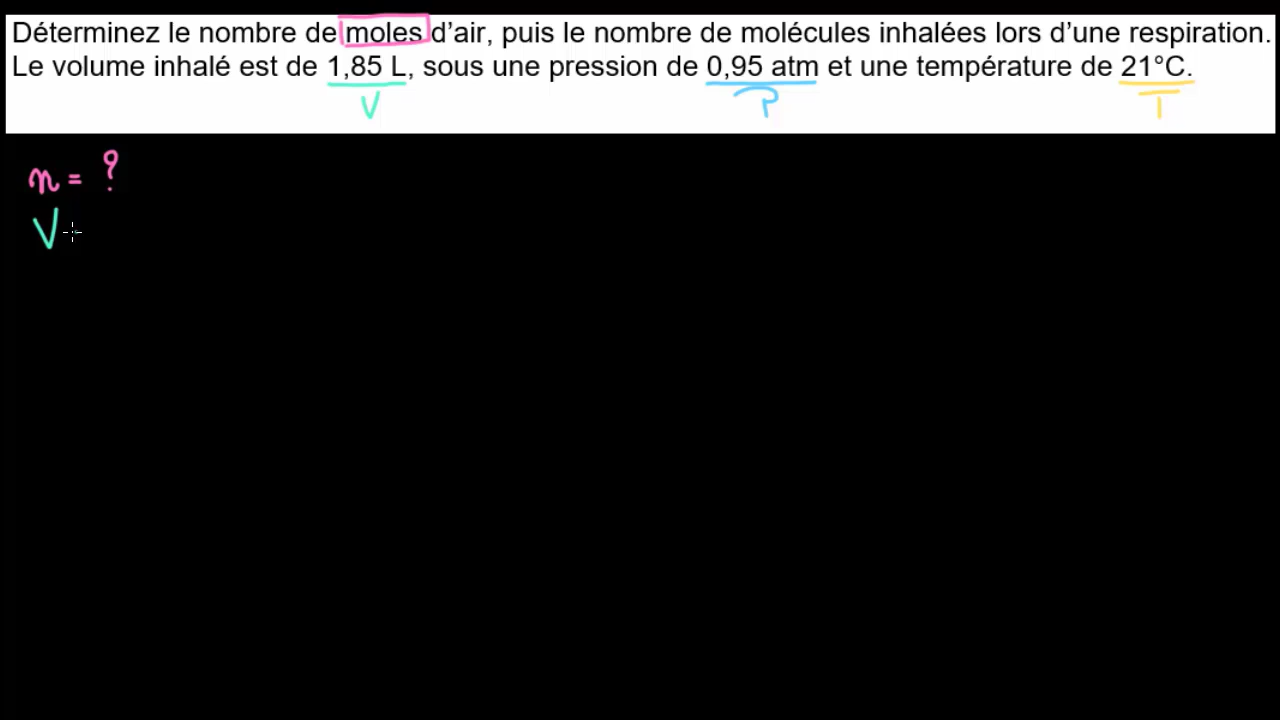 Déterminez le nombre de moles d’air, puis le nombre de molécules inhalées lors d’une respiration.
Le volume inhalé est de 1,85 L, sous une pression de 0,95 atm et une température de 21°C.
V P T
n = ?
V